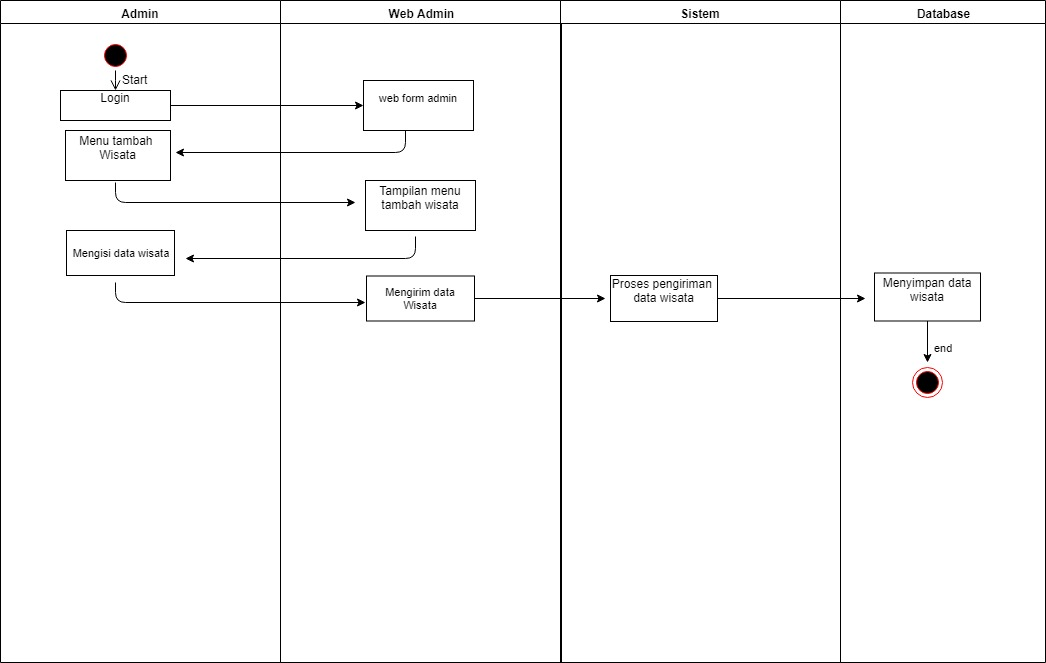 Admin
Web Admin
Sistem
Database
Start
Login
web form admin
Menu tambah
Wisata
Tampilan menu
tambah wisata
Mengisi data wisata
Mengirim data
Wisata
Proses pengiriman
data wisata
Menyimpan data
wisata
end